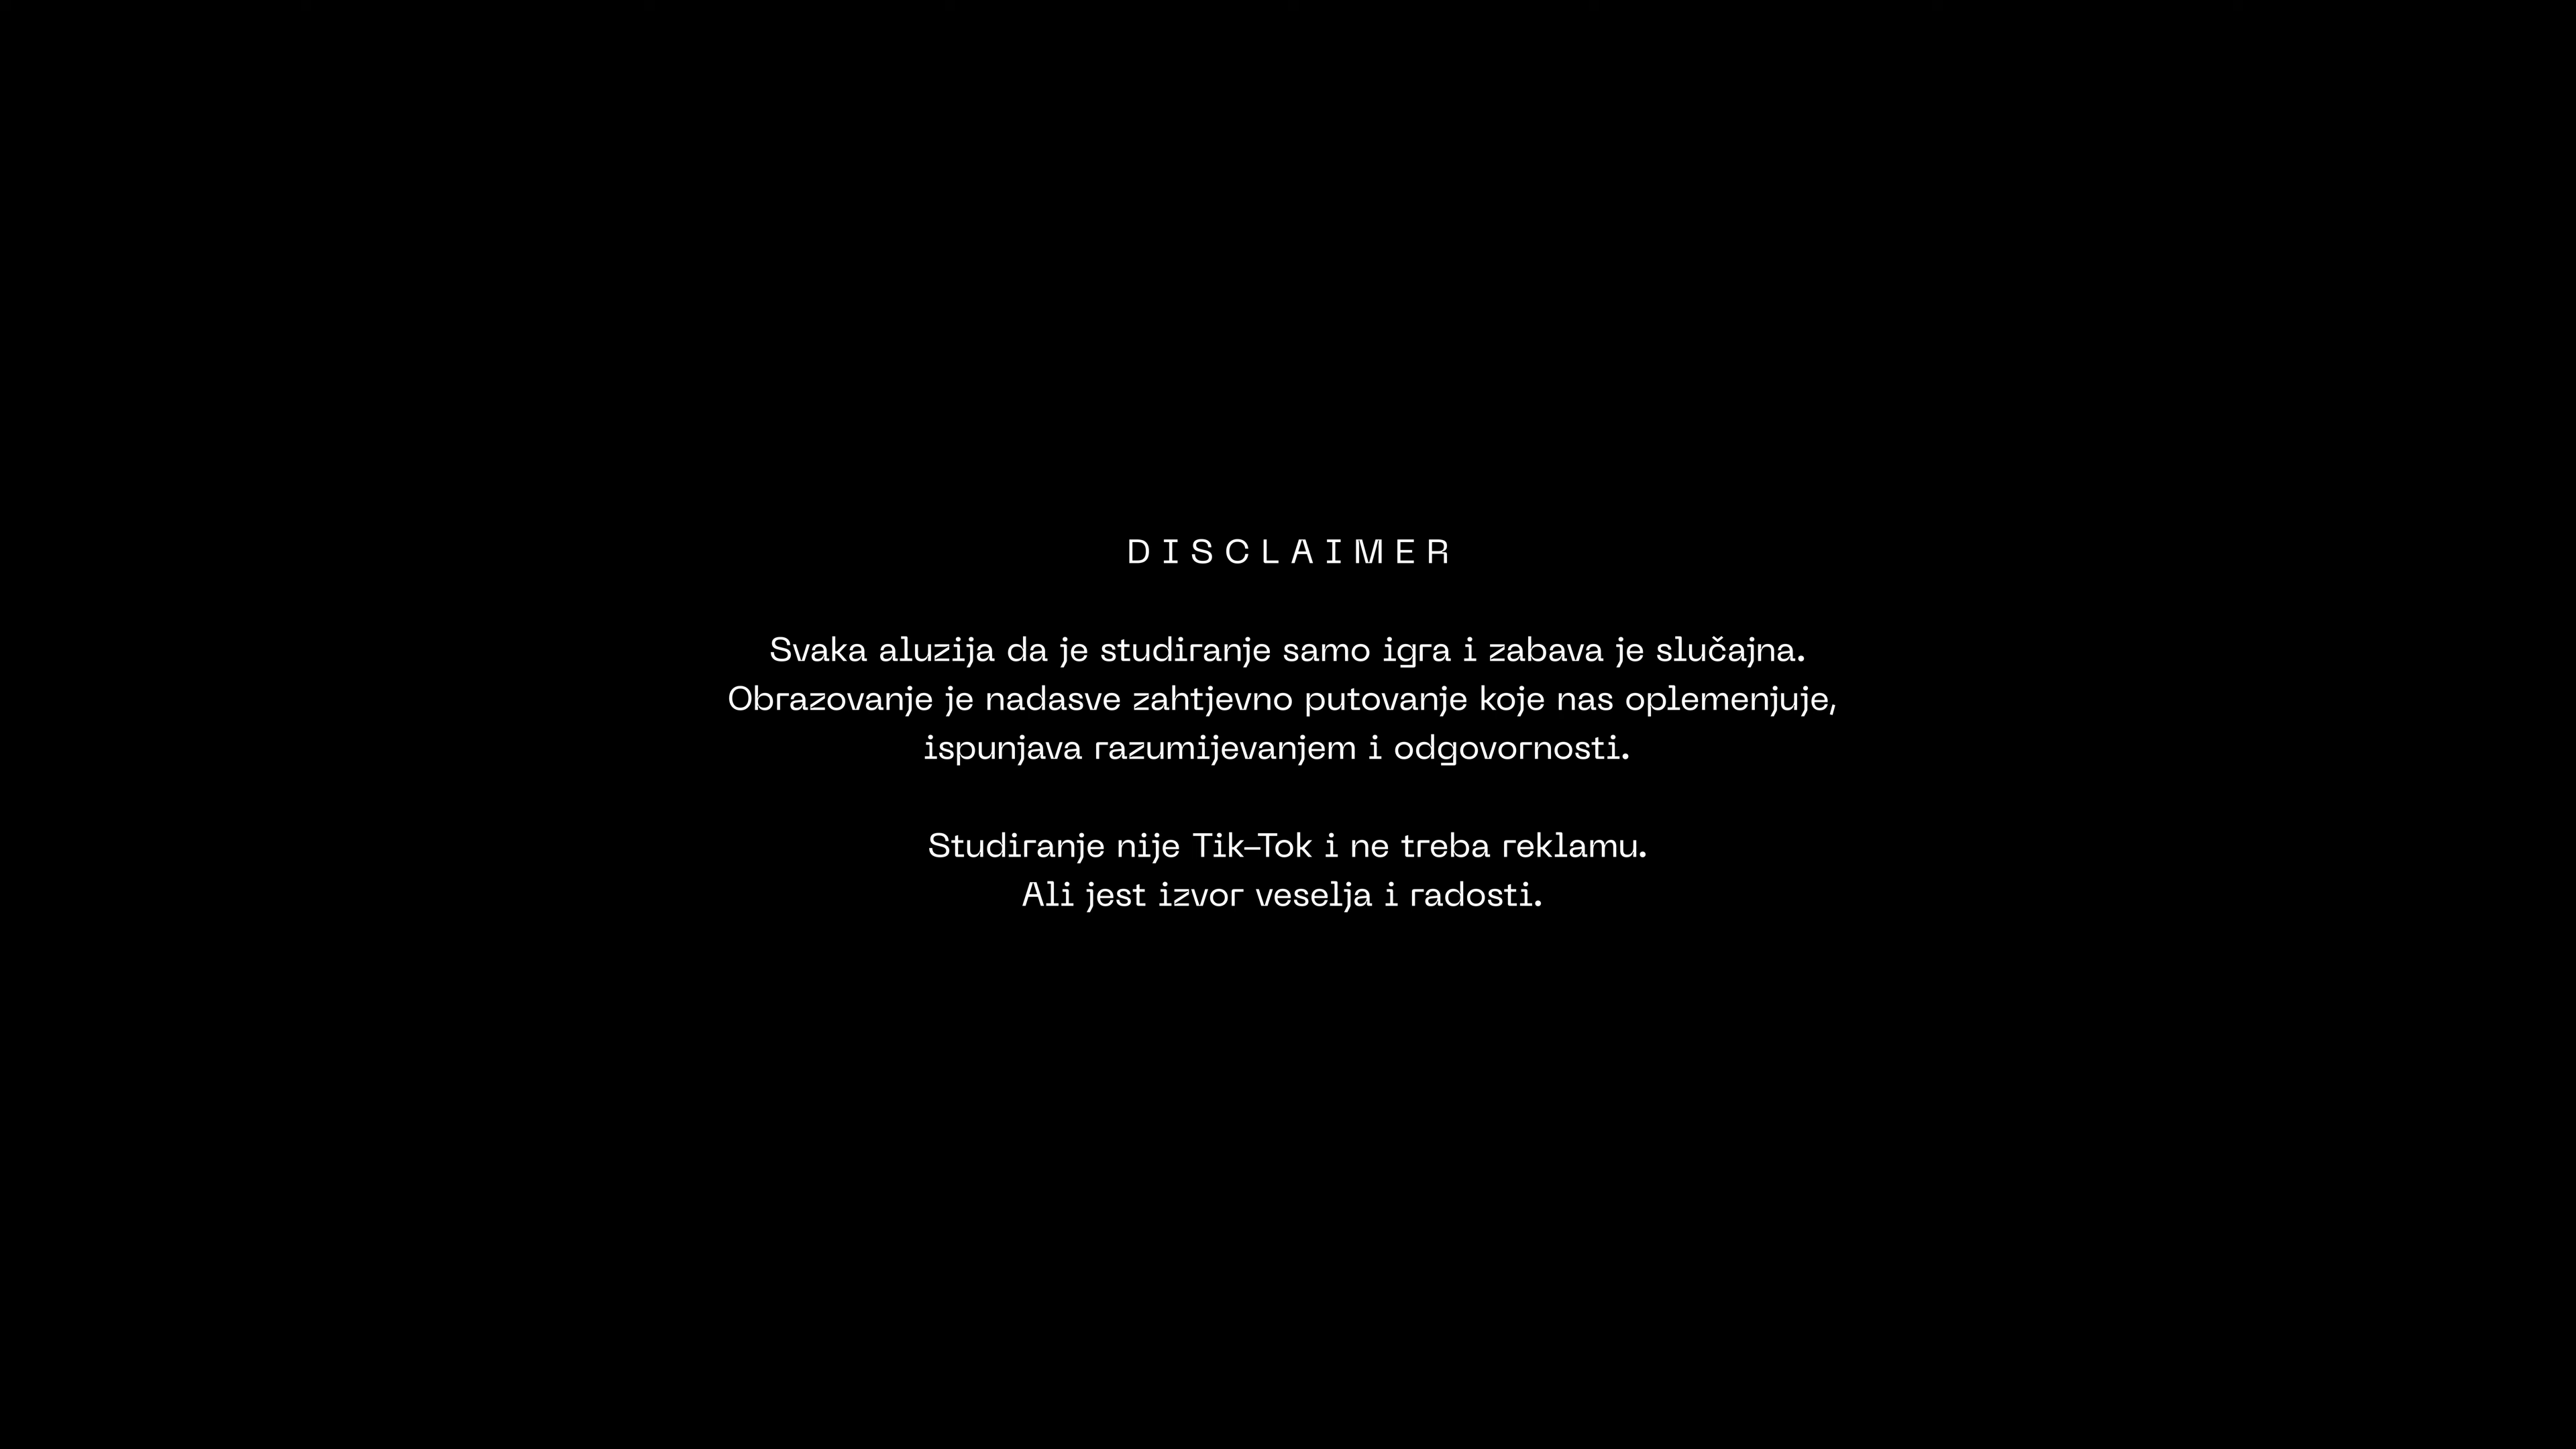 DISCLAIMER
Svaka aluzija da je studiranje samo igra i zabava je slučajna.
Obrazovanje je nadasve zahtjevno putovanje koje nas oplemenjuje,
ispunjava razumijevanjem i odgovornosti.
Studiranje nije Tik-Tok i ne treba reklamu.
Ali jest izvor veselja i radosti.